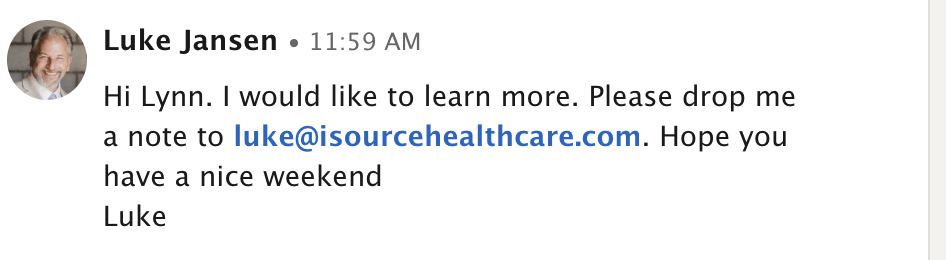 Luke Jansen • 11:59 AM
Hi Lynn. I would like to learn more. Please drop me
a note to luke@isourcehealthcare.com. Hope you
have a nice weekend
Luke